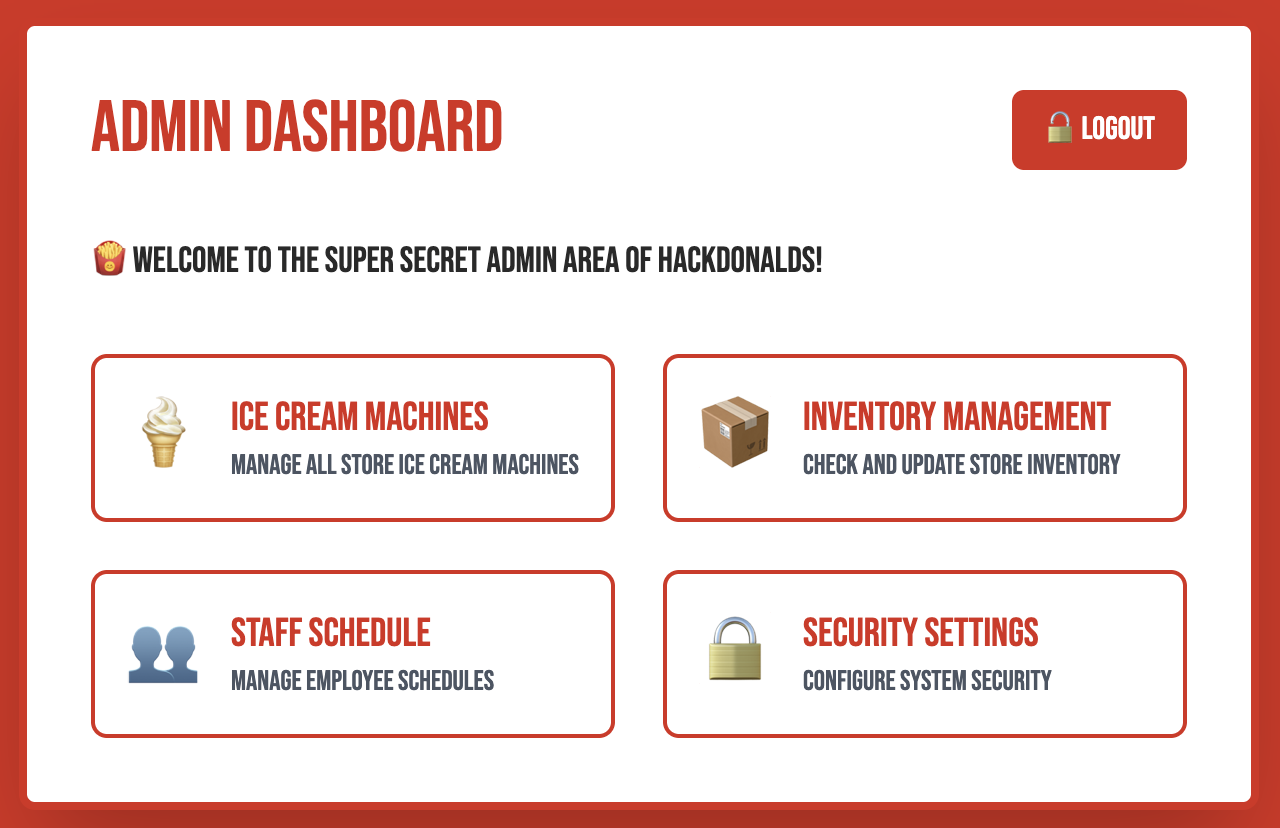 ADMIN DASHBOARD
LOGOUT
WELCOME TO THE SUPER SECRET ADMIN AREA OF HACKDONALDS!
ICE CREAM MACHINES
MANAGE ALL STORE ICE CREAM MACHINES
INVENTORY MANAGEMENT
CHECK AND UPDATE STORE INVENTORY
STAFF SCHEDULE
MANAGE EMPLOYEE SCHEDULES
SECURITY SETTINGS
CONFIGURE SYSTEM SECURITY